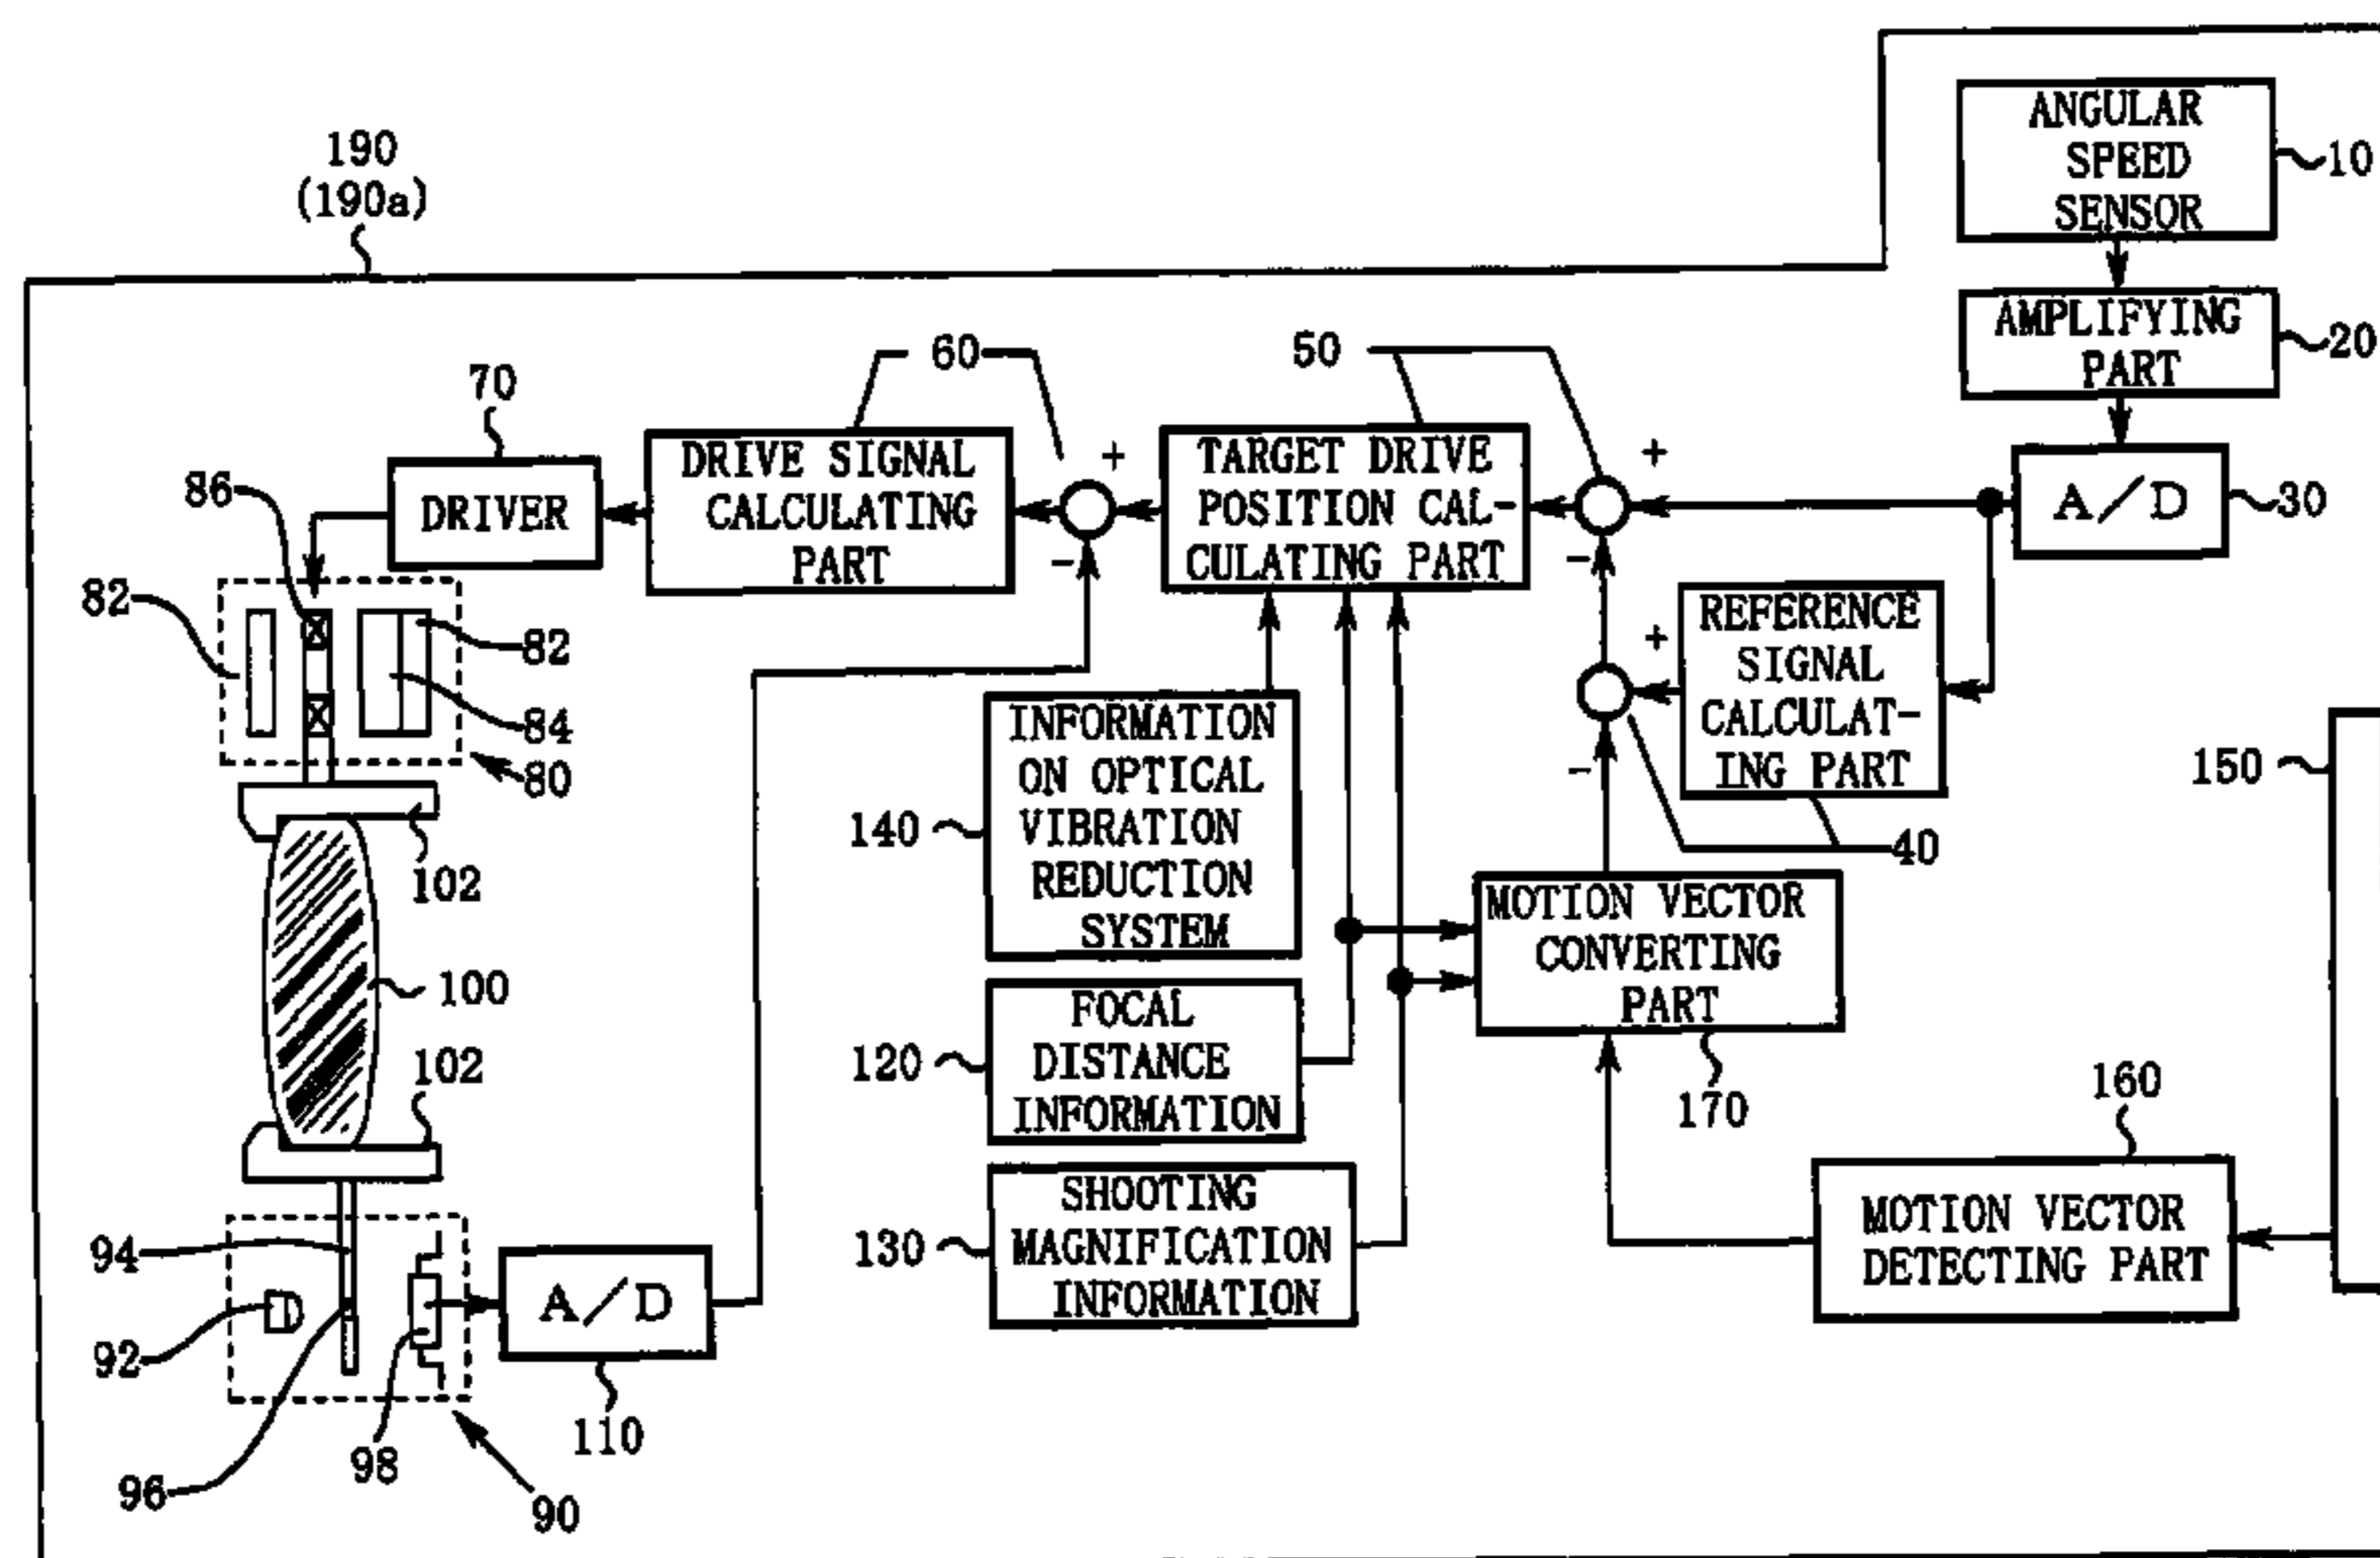 190
(190a)
ANGULAR
SPEED
SENSOR
10
AMPLIFYING
PART
20
A/D
30
60
50
70
86
DRIVER
DRIVE SIGNAL
CALCULATING
PART
+
-
TARGET DRIVE
POSITION CAL-
CULATING PART
+
-
82
82
84
80
REFERENCE
SIGNAL
CALCULAT-
ING PART
+
-
40
150
INFORMATION
ON OPTICAL
VIBRATION
REDUCTION
SYSTEM
140
102
100
102
MOTION VECTOR
CONVERTING
PART
170
FOCAL
DISTANCE
INFORMATION
120
160
SHOOTING
MAGNIFICATION
INFORMATION
130
MOTION VECTOR
DETECTING PART
94
92
96
98
90
A/D
110